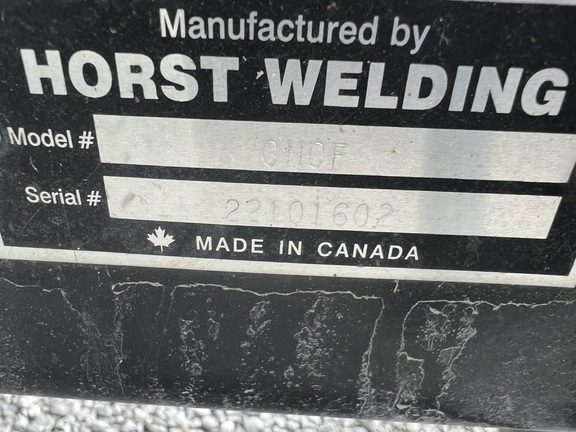 Manufactured by
HORST WELDING
Model # CHCF
Serial # 22101602
MADE IN CANADA